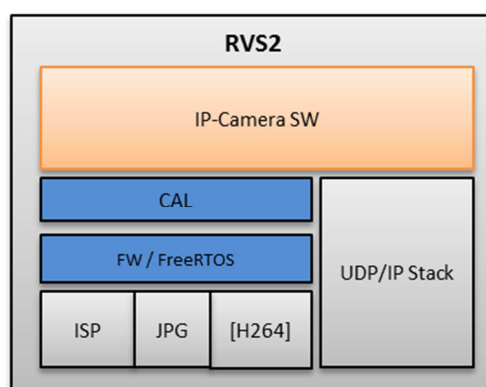 RVS2
IP-Camera SW
CAL
FW / FreeRTOS
UDP/IP Stack
ISP
JPG
[H264]